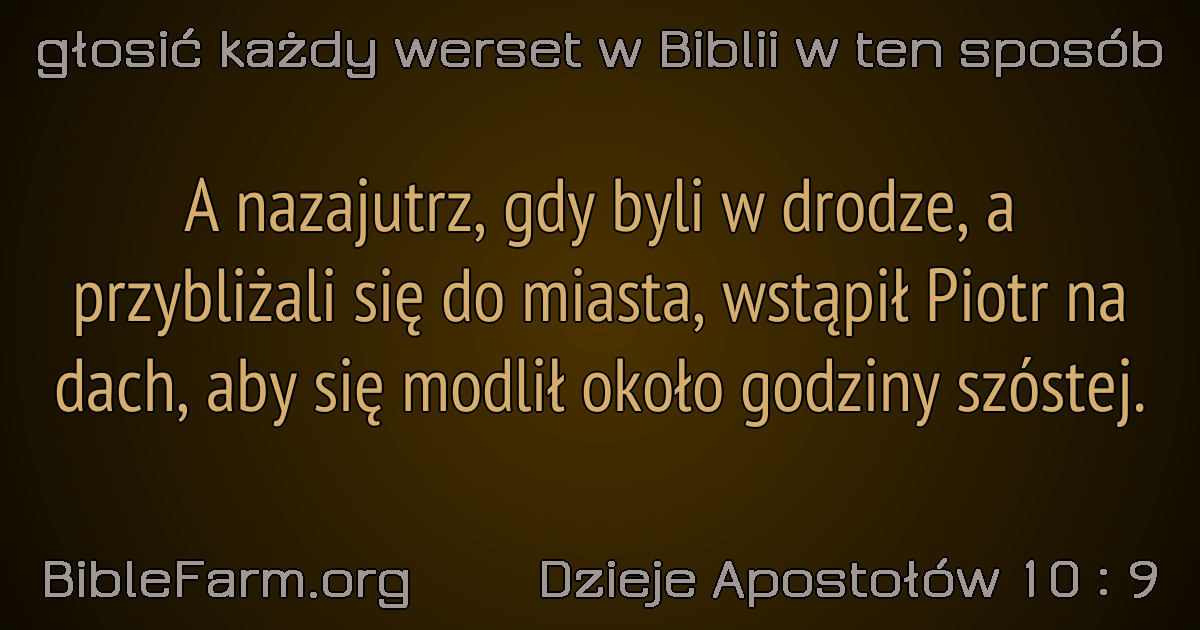 głosić każdy werset w Biblii w ten sposób
A nazajutrz, gdy byli w drodze, a
przybliżali się do miasta, wstąpił Piotr na
dach, aby się modlił około godziny szóstej.
BibleFarm.org
Dzieje Apostołów 10 : 9